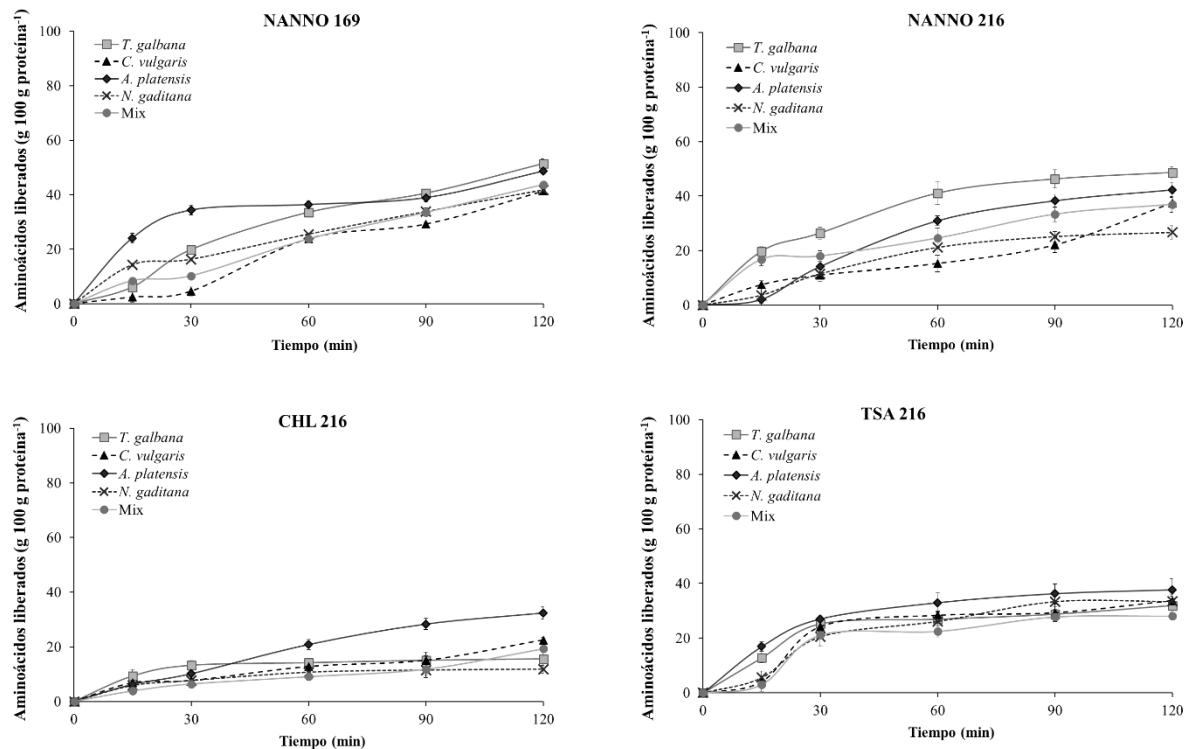 NANNO 169
Aminoácidos liberados (g 100 g proteína⁻¹)
100
80
60
40
20
0
T. galbana
C. vulgaris
A. platensis
N. gaditana
Mix
0 30 60 90 120
Tiempo (min)
NANNO 216
Aminoácidos liberados (g 100 g proteína⁻¹)
100
80
60
40
20
0
T. galbana
C. vulgaris
A. platensis
N. gaditana
Mix
0 30 60 90 120
Tiempo (min)
CHL 216
Aminoácidos liberados (g 100 g proteína⁻¹)
100
80
60
40
20
0
T. galbana
C. vulgaris
A. platensis
N. gaditana
Mix
0 30 60 90 120
Tiempo (min)
TSA 216
Aminoácidos liberados (g 100 g proteína⁻¹)
100
80
60
40
20
0
T. galbana
C. vulgaris
A. platensis
N. gaditana
Mix
0 30 60 90 120
Tiempo (min)